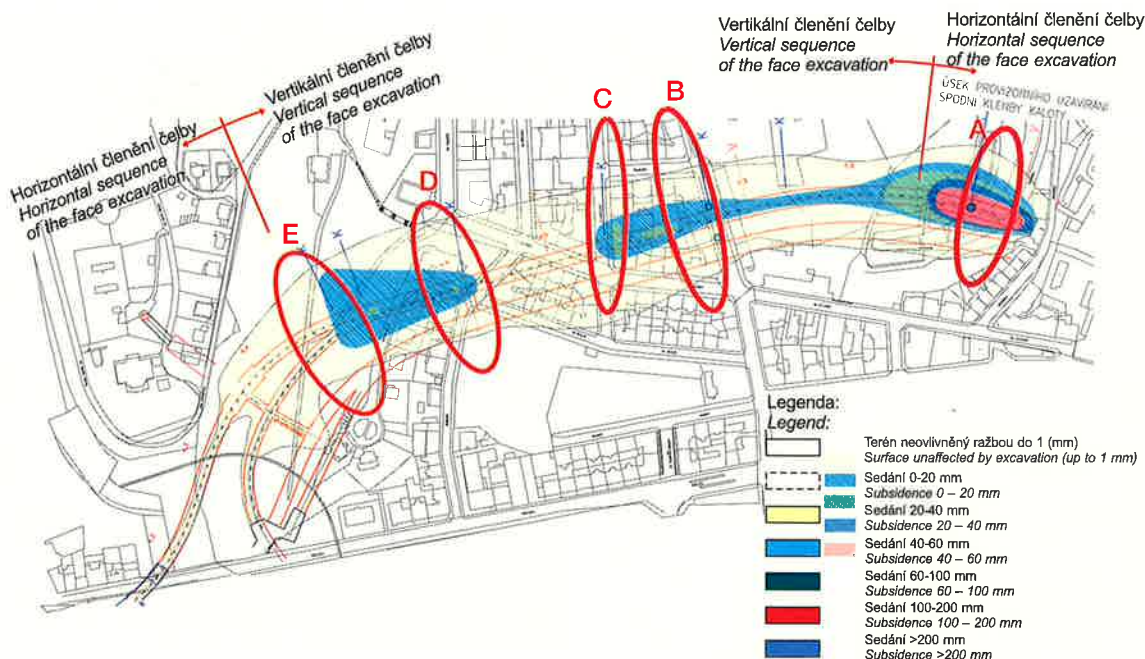 Horizontální členění čelby
Horizontal sequence
of the face excavation
Vertikální členění čelby
Vertical sequence
of the face excavation
Vertikální členění čelby
Vertical sequence
of the face excavation
Horizontální členění čelby
Horizontal sequence
of the face excavation
ÚSEK PROVIZORNÍHO UZAVÍRÁNÍ
SPODNÍ KLENBY KALOTY
E
D
C
B
A
K
K
K
K
Legenda:
Legend:
Terén neovlivněný ražbou do 1 (mm)
Surface unaffected by excavation (up to 1 mm)
Sedání 0-20 mm
Subsidence 0 – 20 mm
Sedání 20-40 mm
Subsidence 20 – 40 mm
Sedání 40-60 mm
Subsidence 40 – 60 mm
Sedání 60-100 mm
Subsidence 60 – 100 mm
Sedání 100-200 mm
Subsidence 100 – 200 mm
Sedání >200 mm
Subsidence >200 mm